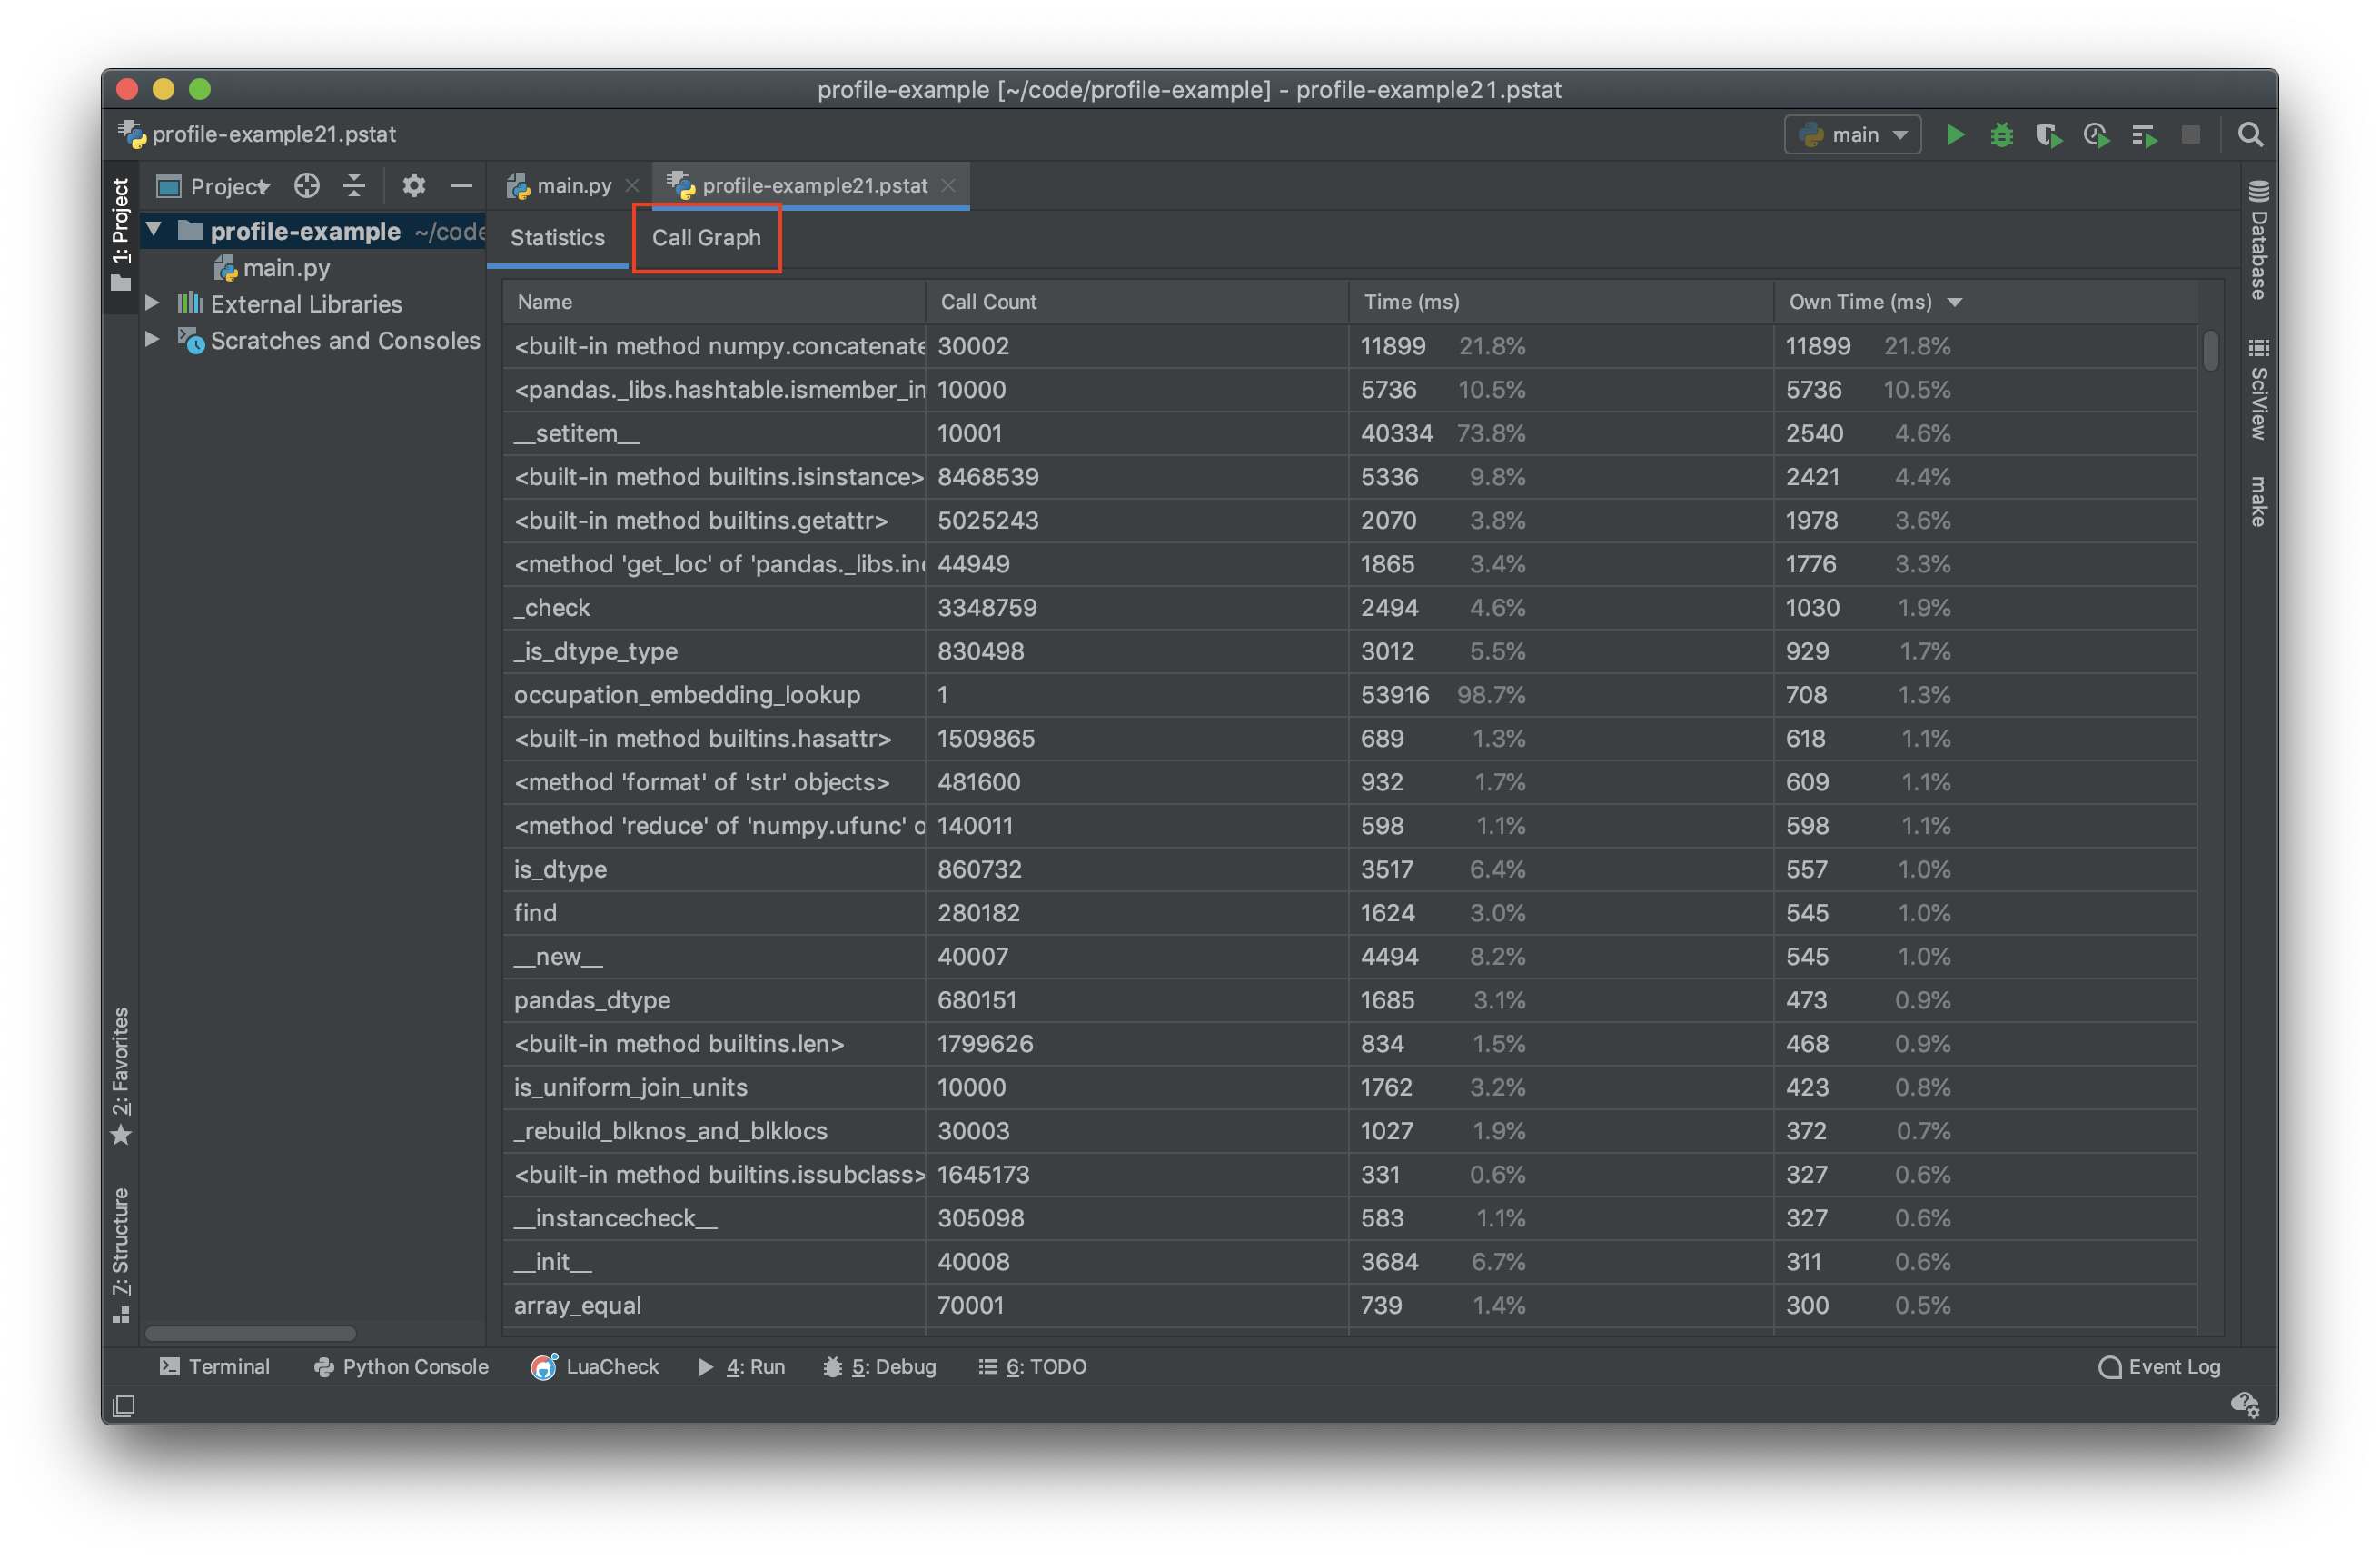 profile-example [~/code/profile-example] - profile-example21.pstat
profile-example21.pstat
main
1: Project
2: Favorites
7: Structure
Project
profile-example ~/code
main.py
External Libraries
Scratches and Consoles
main.py
profile-example21.pstat
Statistics Call Graph
Name Call Count Time (ms) Own Time (ms)
<built-in method numpy.concatenate 30002 11899 21.8% 11899 21.8%
<pandas._libs.hashtable.ismember_in 10000 5736 10.5% 5736 10.5%
__setitem__ 10001 40334 73.8% 2540 4.6%
<built-in method builtins.isinstance> 8468539 5336 9.8% 2421 4.4%
<built-in method builtins.getattr> 5025243 2070 3.8% 1978 3.6%
<method 'get_loc' of 'pandas._libs.in 44949 1865 3.4% 1776 3.3%
_check 3348759 2494 4.6% 1030 1.9%
_is_dtype_type 830498 3012 5.5% 929 1.7%
occupation_embedding_lookup 1 53916 98.7% 708 1.3%
<built-in method builtins.hasattr> 1509865 689 1.3% 618 1.1%
<method 'format' of 'str' objects> 481600 932 1.7% 609 1.1%
<method 'reduce' of 'numpy.ufunc' o 140011 598 1.1% 598 1.1%
is_dtype 860732 3517 6.4% 557 1.0%
find 280182 1624 3.0% 545 1.0%
__new__ 40007 4494 8.2% 545 1.0%
pandas_dtype 680151 1685 3.1% 473 0.9%
<built-in method builtins.len> 1799626 834 1.5% 468 0.9%
is_uniform_join_units 10000 1762 3.2% 423 0.8%
_rebuild_blknos_and_blklocs 30003 1027 1.9% 372 0.7%
<built-in method builtins.issubclass> 1645173 331 0.6% 327 0.6%
__instancecheck__ 305098 583 1.1% 327 0.6%
__init__ 40008 3684 6.7% 311 0.6%
array_equal 70001 739 1.4% 300 0.5%
Database
SciView
make
Terminal Python Console LuaCheck 4: Run 5: Debug 6: TODO Event Log